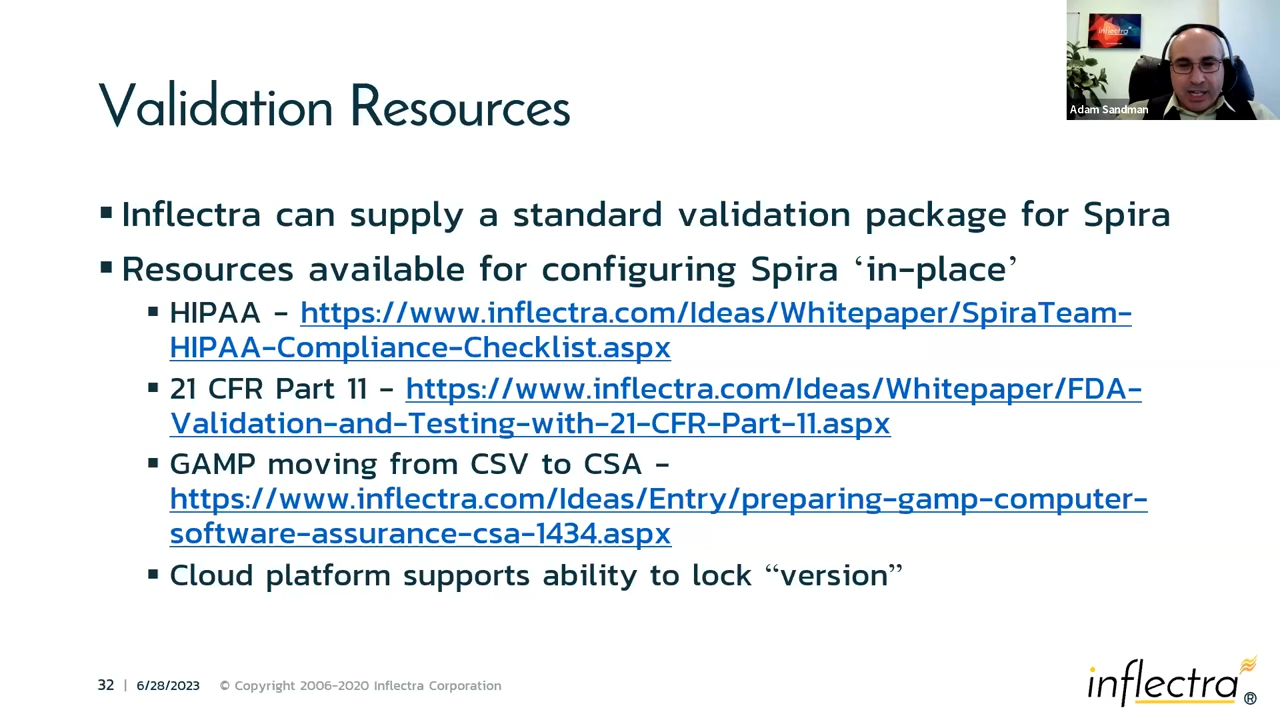 inflectra
Adam Sandman
Validation Resources
▪ Inflectra can supply a standard validation package for Spira
▪ Resources available for configuring Spira ‘in-place’
▪ HIPAA - https://www.inflectra.com/Ideas/Whitepaper/SpiraTeam-
HIPAA-Compliance-Checklist.aspx
▪ 21 CFR Part 11 - https://www.inflectra.com/Ideas/Whitepaper/FDA-
Validation-and-Testing-with-21-CFR-Part-11.aspx
▪ GAMP moving from CSV to CSA -
https://www.inflectra.com/Ideas/Entry/preparing-gamp-computer-
software-assurance-csa-1434.aspx
▪ Cloud platform supports ability to lock “version”
32 | 6/28/2023 © Copyright 2006-2020 Inflectra Corporation
inflectra®